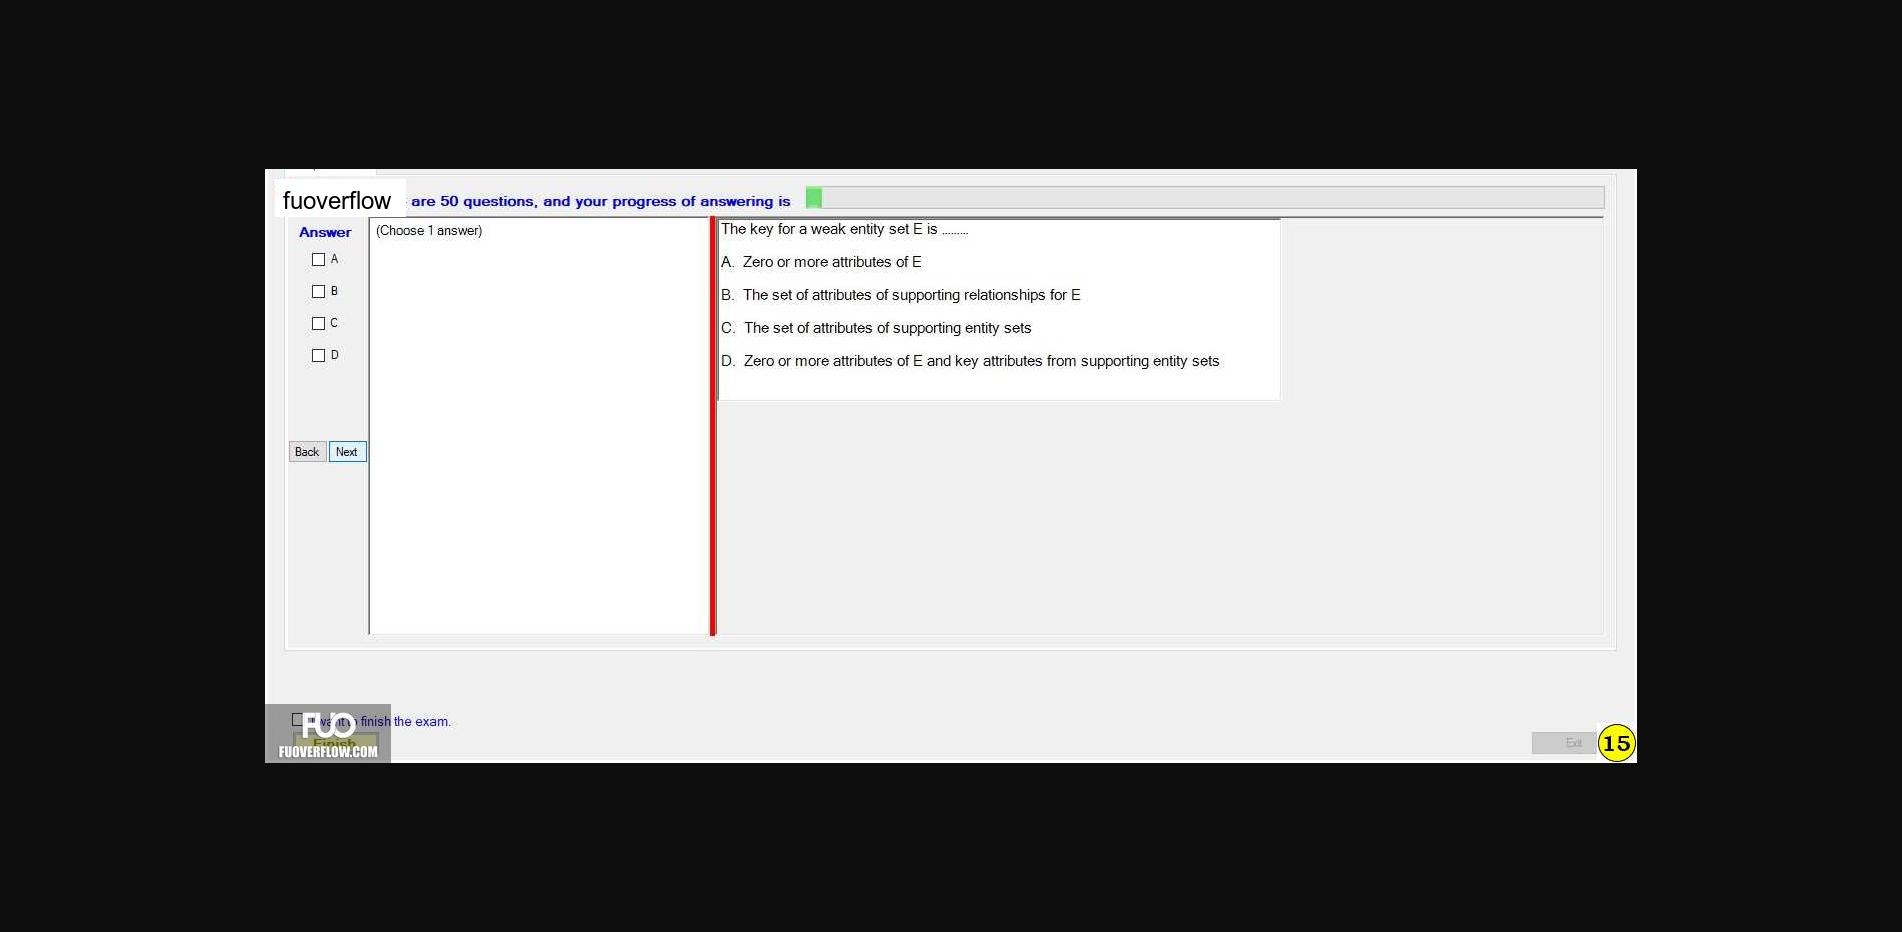 fuoverflow are 50 questions, and your progress of answering is
Answer
(Choose 1 answer)
A
B
C
D
Back Next
The key for a weak entity set E is .........
A. Zero or more attributes of E
B. The set of attributes of supporting relationships for E
C. The set of attributes of supporting entity sets
D. Zero or more attributes of E and key attributes from supporting entity sets
I want to finish the exam.
FUO
Finish
FUOVERFLOW.COM
Exit
15